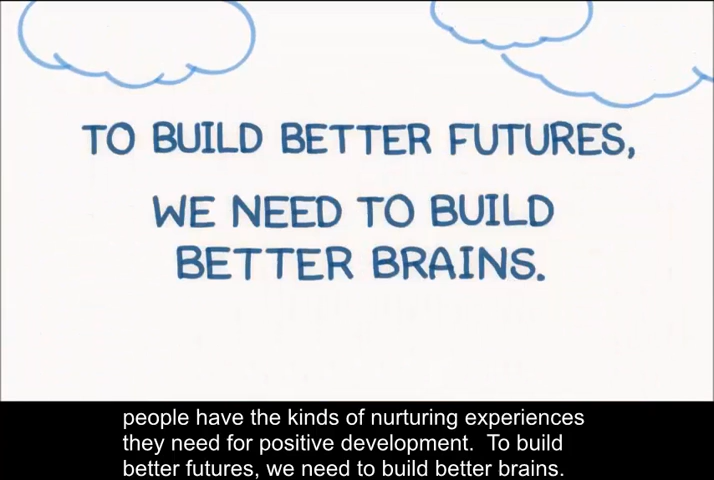 TO BUILD BETTER FUTURES,
WE NEED TO BUILD
BETTER BRAINS.
people have the kinds of nurturing experiences
they need for positive development.  To build
better futures, we need to build better brains.